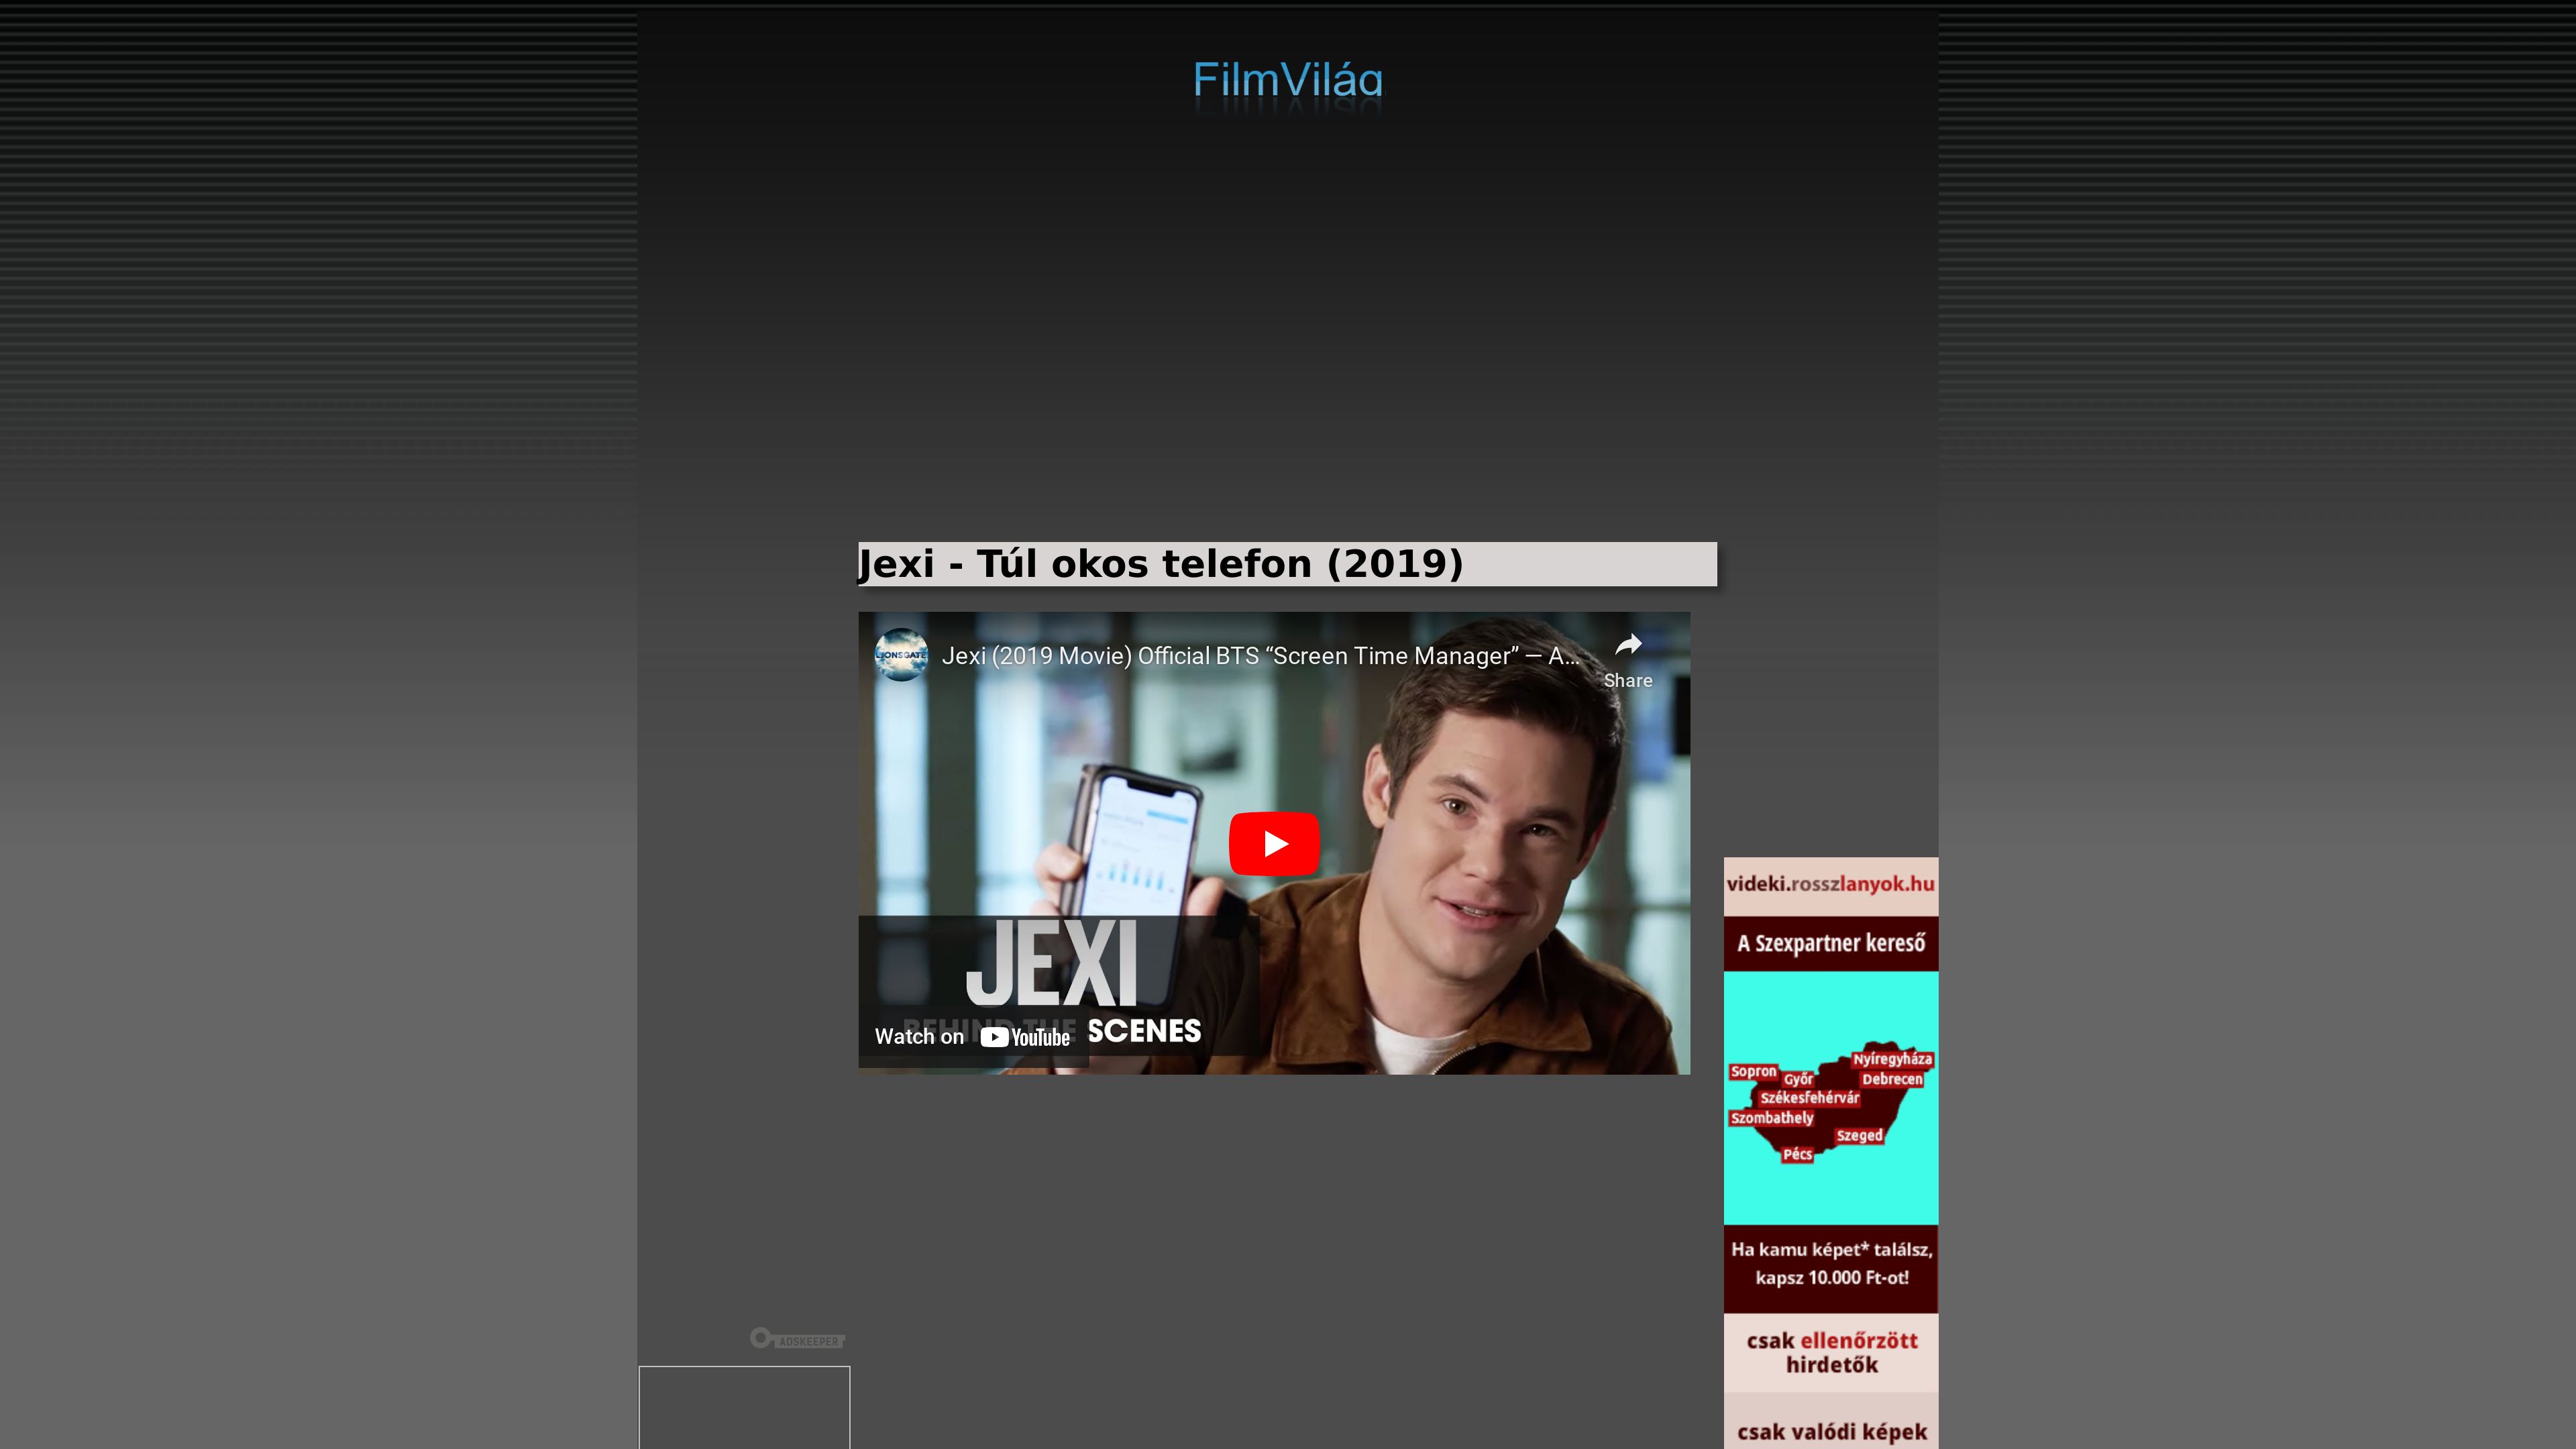 FilmVilág
Jexi - Túl okos telefon (2019)
LIONSGATE
Jexi (2019 Movie) Official BTS “Screen Time Manager” — A...
Share
JEXI
BEHIND THE SCENES
Watch on YouTube
videki.rosszlanyok.hu
A Szexpartner kereső
Nyíregyháza
Sopron
Győr
Debrecen
Székesfehérvár
Szombathely
Szeged
Pécs
Ha kamu képet* találsz,
kapsz 10.000 Ft-ot!
ADSKEEPER
csak ellenőrzött
hirdetők
csak valódi képek